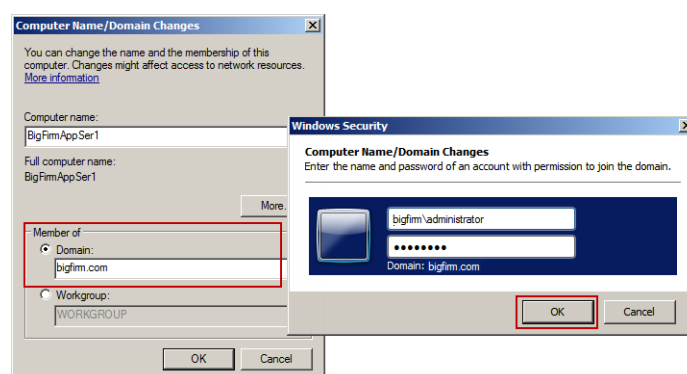 Computer Name/Domain Changes
You can change the name and the membership of this
computer. Changes might affect access to network resources.
More information
Computer name:
BigFirmAppSer1
Full computer name:
BigFirmAppSer1
More.
Member of
Domain:
bigfirm.com
Workgroup:
WORKGROUP
OK
Cancel
Windows Security
Computer Name/Domain Changes
Enter the name and password of an account with permission to join the domain.
bigfirm\administrator
••••••••
Domain: bigfirm.com
OK
Cancel